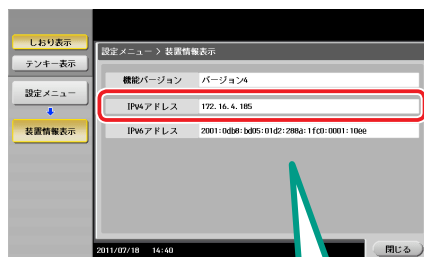 しおり表示
テンキー表示
設定メニュー
装置情報表示
設定メニュー > 装置情報表示
機能バージョン バージョン4
IPv4アドレス 172.16.4.185
IPv6アドレス 2001:0db8:bd05:01d2:288a:1fc0:0001:10ee
2011/07/18 14:40
閉じる